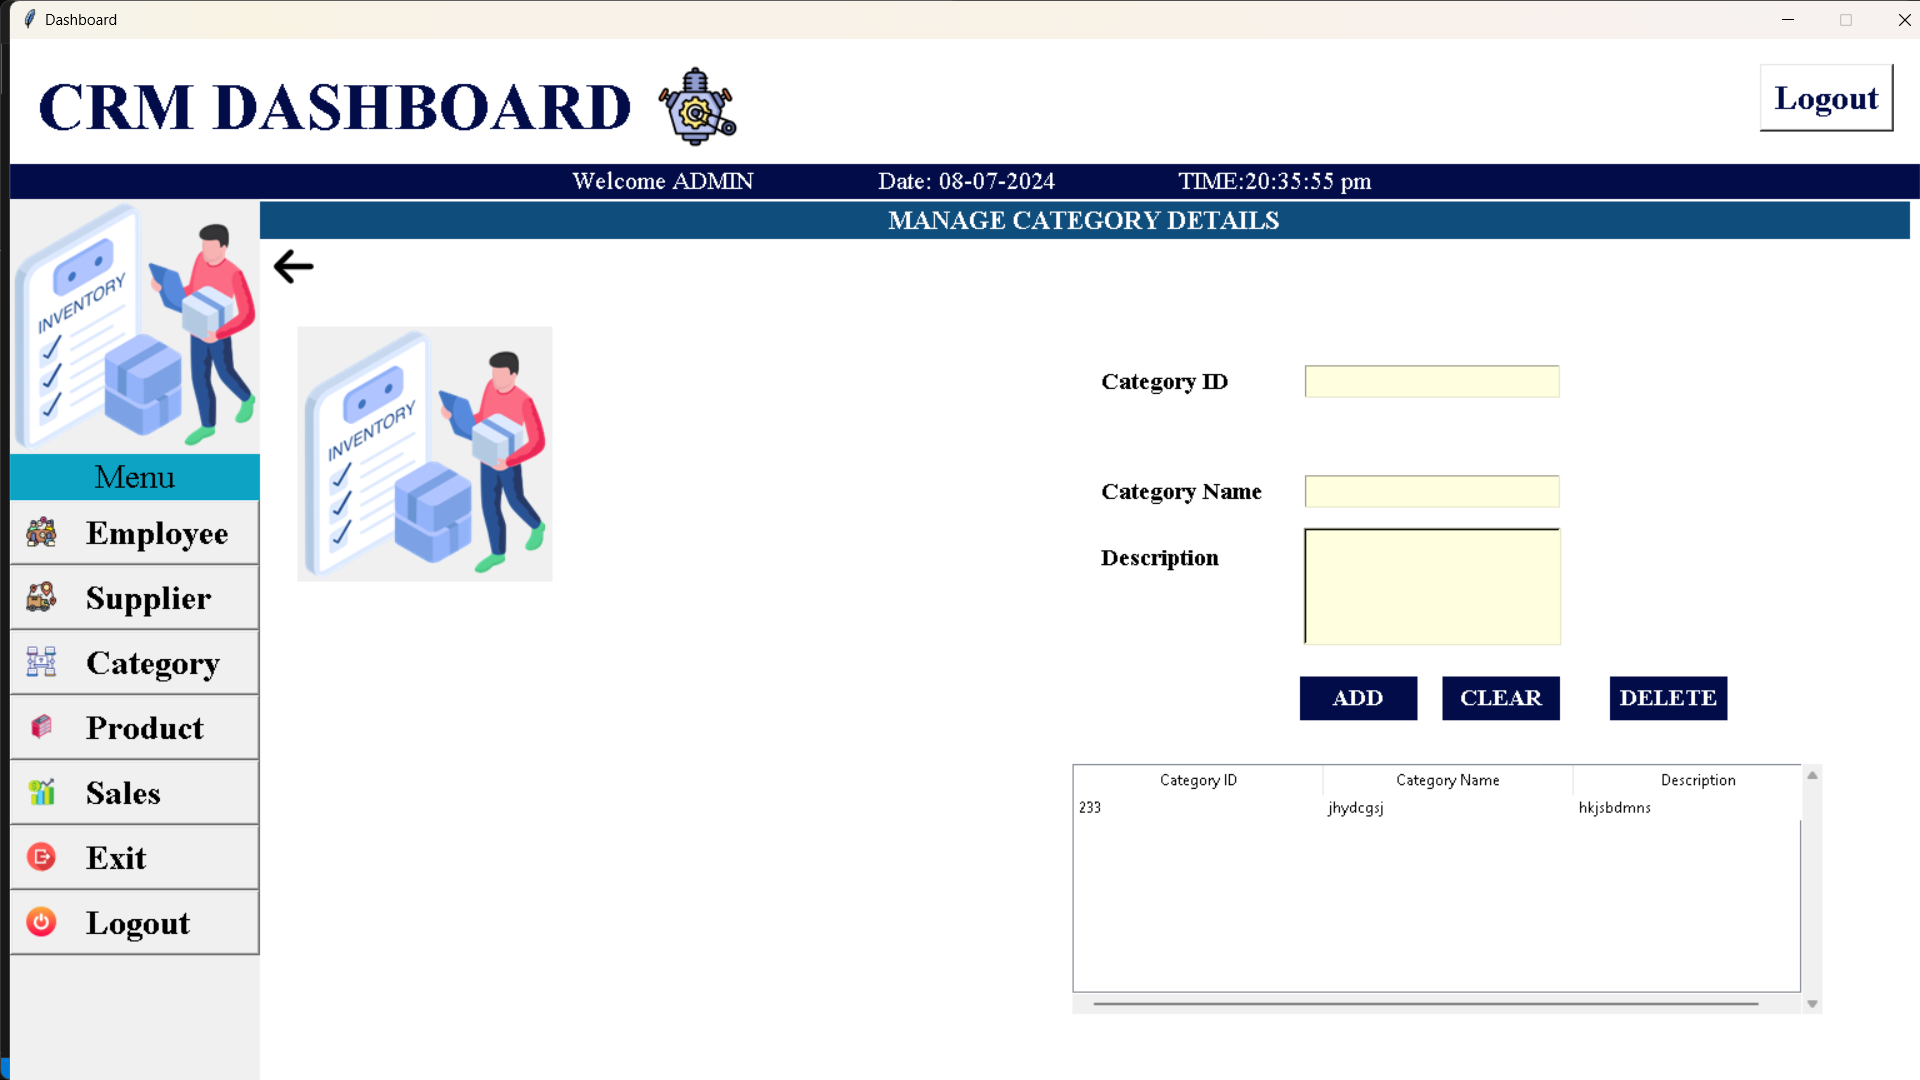 Dashboard
CRM DASHBOARD
Logout
Welcome ADMIN Date: 08-07-2024 TIME:20:35:55 pm
MANAGE CATEGORY DETAILS
INVENTORY
Menu
Employee
Supplier
Category
Product
Sales
Exit
Logout
INVENTORY
Category ID
Category Name
Description
ADD CLEAR DELETE
Category ID Category Name Description
233 jhydcgsj hkjsbdmns